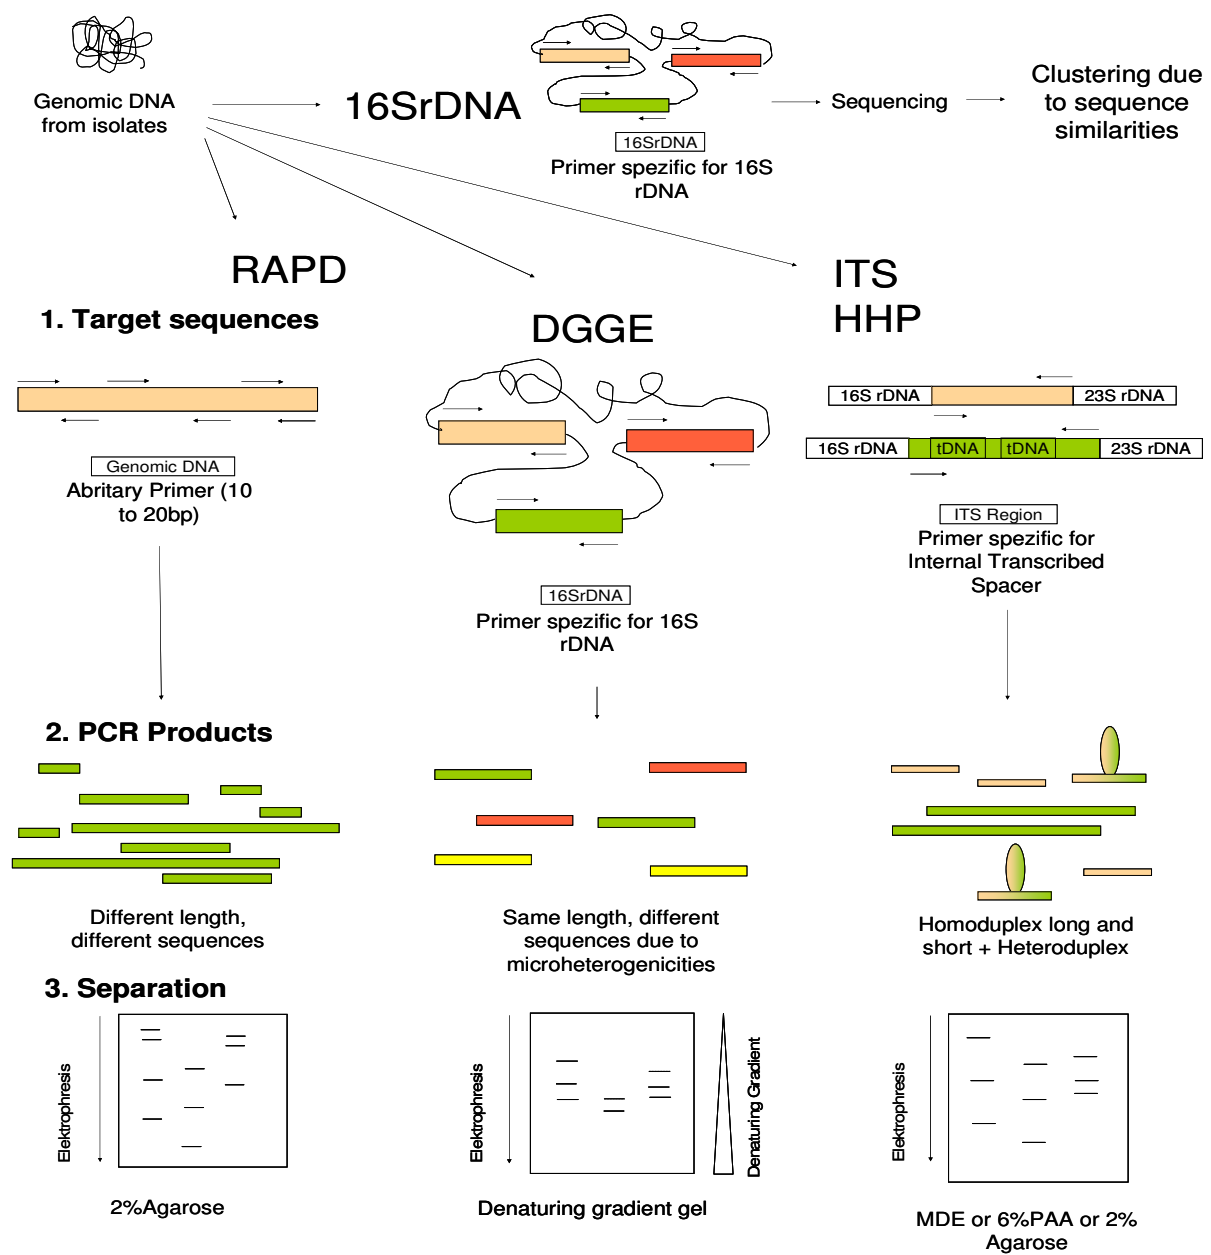 Genomic DNA
from isolates
16SrDNA
16SrDNA
Primer spezific for 16S
rDNA
Sequencing
Clustering due
to sequence
similarities
RAPD
1. Target sequences
Genomic DNA
Abritary Primer (10
to 20bp)
DGGE
16SrDNA
Primer spezific for 16S
rDNA
ITS
HHP
16S rDNA 23S rDNA
16S rDNA tDNA tDNA 23S rDNA
ITS Region
Primer spezific for
Internal Transcribed
Spacer
2. PCR Products
Different length,
different sequences
Same length, different
sequences due to
microheterogenicities
Homoduplex long and
short + Heteroduplex
3. Separation
Elektrophresis
2%Agarose
Elektrophresis
Denaturing Gradient
Denaturing gradient gel
Elektrophresis
MDE or 6%PAA or 2%
Agarose